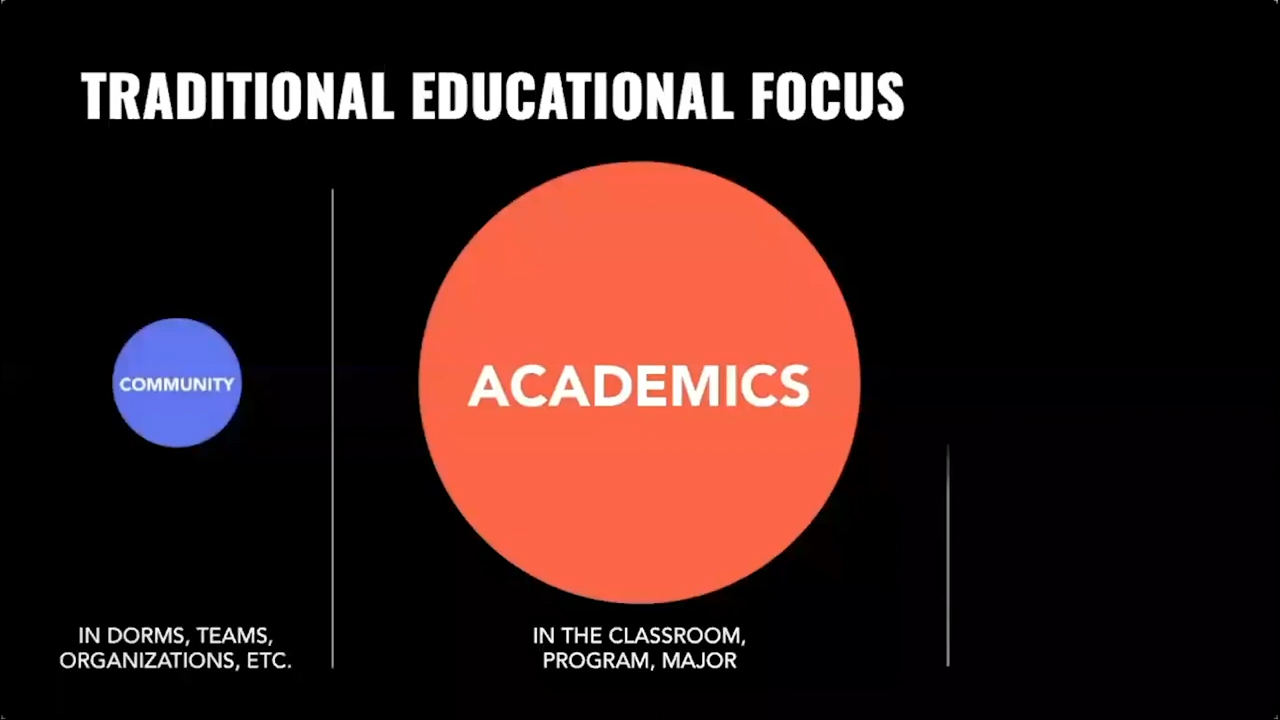 TRADITIONAL EDUCATIONAL FOCUS
COMMUNITY
IN DORMS, TEAMS,
ORGANIZATIONS, ETC.
ACADEMICS
IN THE CLASSROOM,
PROGRAM, MAJOR